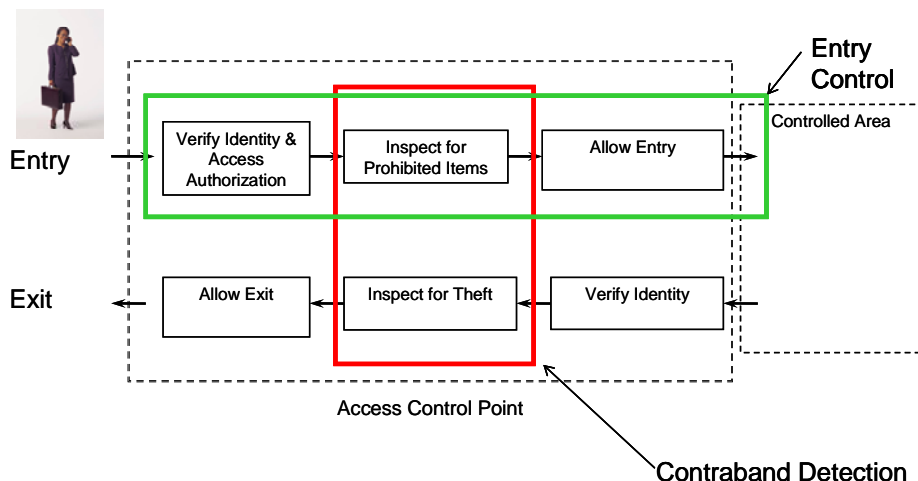 Entry
Control
Controlled Area
Entry
Verify Identity &
Access
Authorization
Inspect for
Prohibited Items
Allow Entry
Exit
Allow Exit
Inspect for Theft
Verify Identity
Access Control Point
Contraband Detection